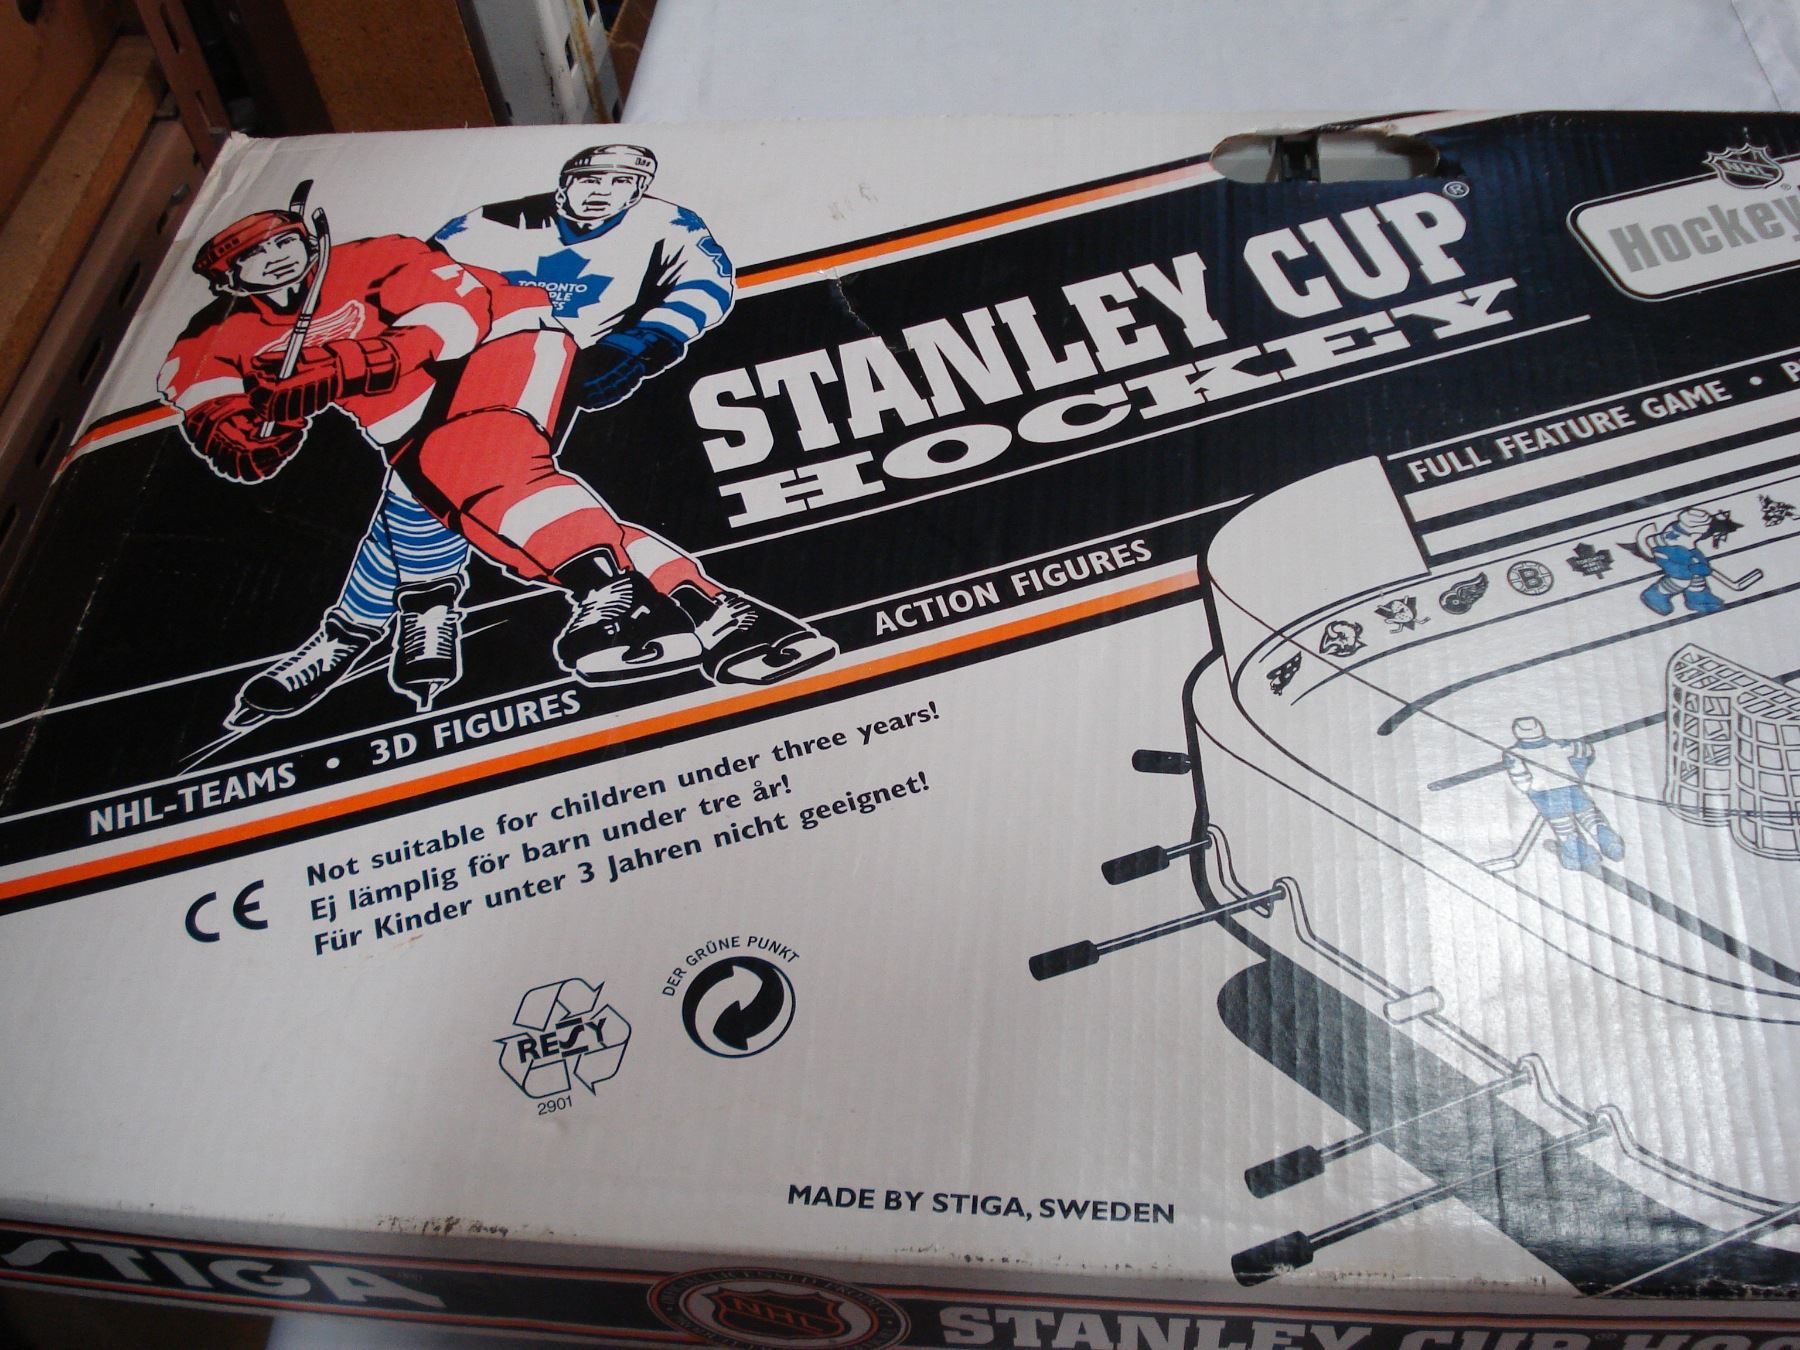 STANLEY CUP®
HOCKEY
NHL
Hockey
FULL FEATURE GAME •
TORONTO
NHL-TEAMS • 3D FIGURES
ACTION FIGURES
B
CE
Not suitable for children under three years!
Ej lämplig för barn under tre år!
Für Kinder unter 3 Jahren nicht geeignet!
RESY
2901
DER GRÜNE PUNKT
MADE BY STIGA, SWEDEN
STIGA
NHL
STANLEY CUP